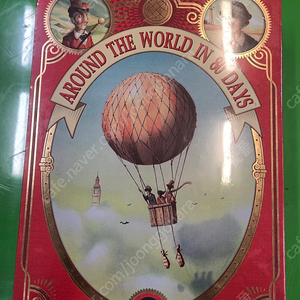 AROUND THE WORLD IN 80 DAYS